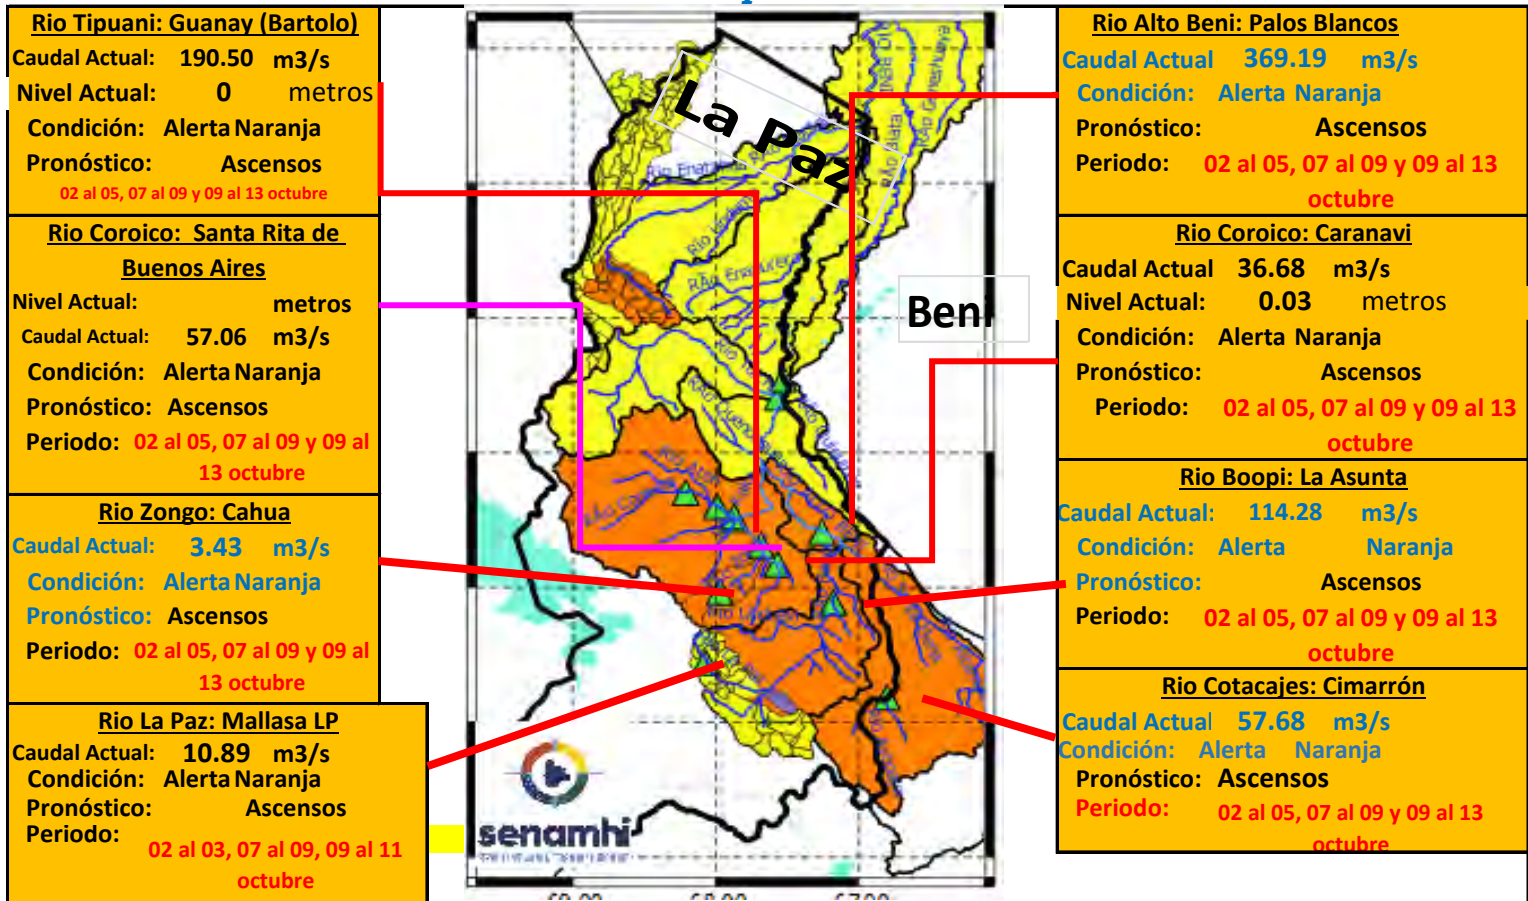 Rio Tipuani: Guanay (Bartolo)
Caudal Actual: 190.50 m3/s
Nivel Actual: 0 metros
Condición: Alerta Naranja
Pronóstico: Ascensos
02 al 05, 07 al 09 y 09 al 13 octubre
Rio Coroico: Santa Rita de
Buenos Aires
Nivel Actual: metros
Caudal Actual: 57.06 m3/s
Condición: Alerta Naranja
Pronóstico: Ascensos
Periodo: 02 al 05, 07 al 09 y 09 al
13 octubre
Rio Zongo: Cahua
Caudal Actual: 3.43 m3/s
Condición: Alerta Naranja
Pronóstico: Ascensos
Periodo: 02 al 05, 07 al 09 y 09 al
13 octubre
Rio La Paz: Mallasa LP
Caudal Actual: 10.89 m3/s
Condición: Alerta Naranja
Pronóstico: Ascensos
Periodo:
02 al 03, 07 al 09, 09 al 11
octubre
La Paz
Beni
senamhi
Rio Alto Beni: Palos Blancos
Caudal Actual 369.19 m3/s
Condición: Alerta Naranja
Pronóstico: Ascensos
Periodo: 02 al 05, 07 al 09 y 09 al 13
octubre
Rio Coroico: Caranavi
Caudal Actual 36.68 m3/s
Nivel Actual: 0.03 metros
Condición: Alerta Naranja
Pronóstico: Ascensos
Periodo: 02 al 05, 07 al 09 y 09 al 13
octubre
Rio Boopi: La Asunta
Caudal Actual: 114.28 m3/s
Condición: Alerta Naranja
Pronóstico: Ascensos
Periodo: 02 al 05, 07 al 09 y 09 al 13
octubre
Rio Cotacajes: Cimarrón
Caudal Actual 57.68 m3/s
Condición: Alerta Naranja
Pronóstico: Ascensos
Periodo: 02 al 05, 07 al 09 y 09 al 13
octubre